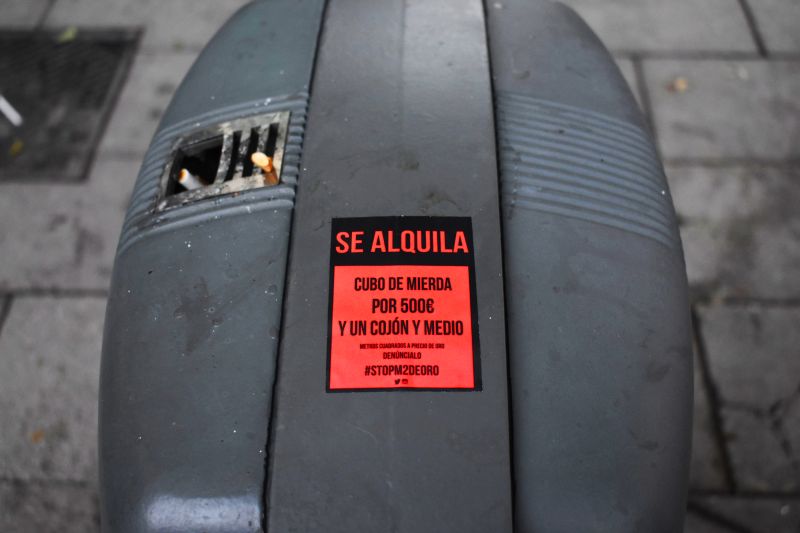 SE ALQUILA
CUBO DE MIERDA
POR 500€
Y UN COJÓN Y MEDIO
METROS CUADRADOS A PRECIO DE ORO
DENÚNCIALO
#STOPM2DEORO